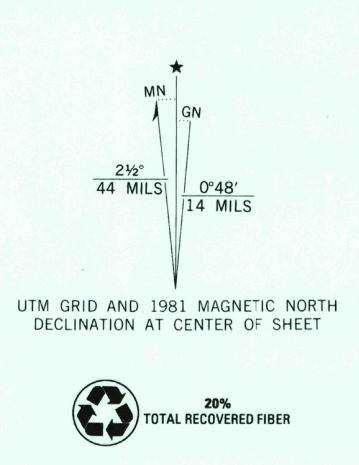 MN
GN
2½°
44 MILS
0°48'
14 MILS
UTM GRID AND 1981 MAGNETIC NORTH
DECLINATION AT CENTER OF SHEET
20%
TOTAL RECOVERED FIBER